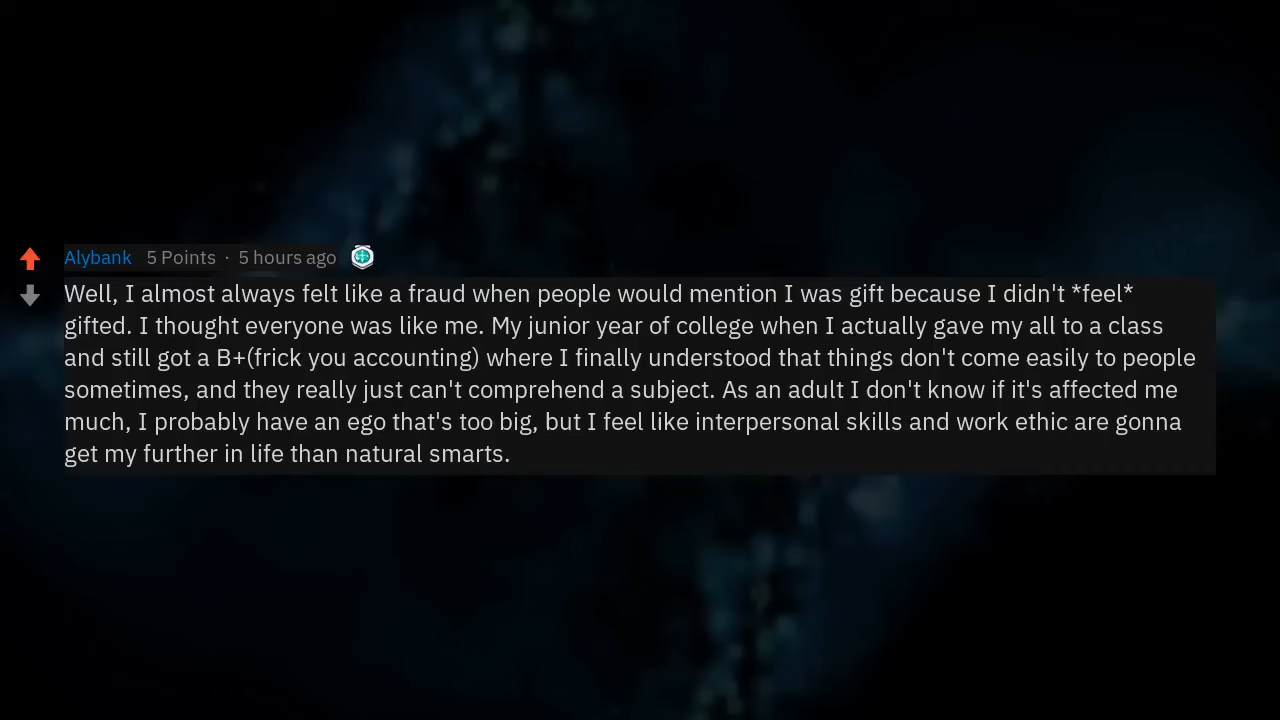 Alybank 5 Points · 5 hours ago
Well, I almost always felt like a fraud when people would mention I was gift because I didn't *feel*
gifted. I thought everyone was like me. My junior year of college when I actually gave my all to a class
and still got a B+(frick you accounting) where I finally understood that things don't come easily to people
sometimes, and they really just can't comprehend a subject. As an adult I don't know if it's affected me
much, I probably have an ego that's too big, but I feel like interpersonal skills and work ethic are gonna
get my further in life than natural smarts.